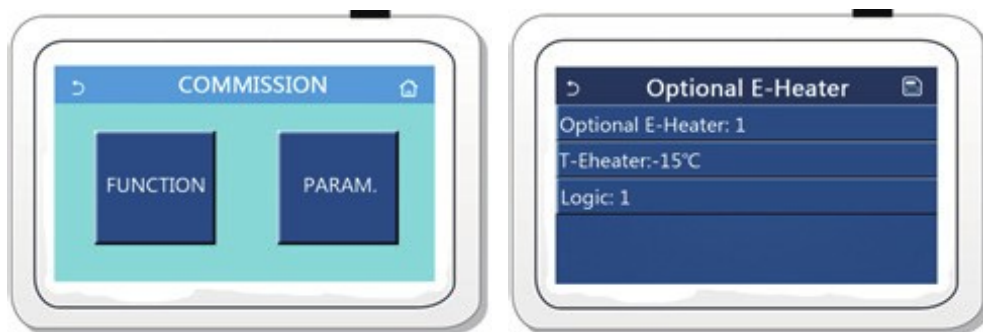 COMMISSION
FUNCTION
PARAM.
Optional E-Heater
Optional E-Heater: 1
T-Eheater:-15℃
Logic: 1